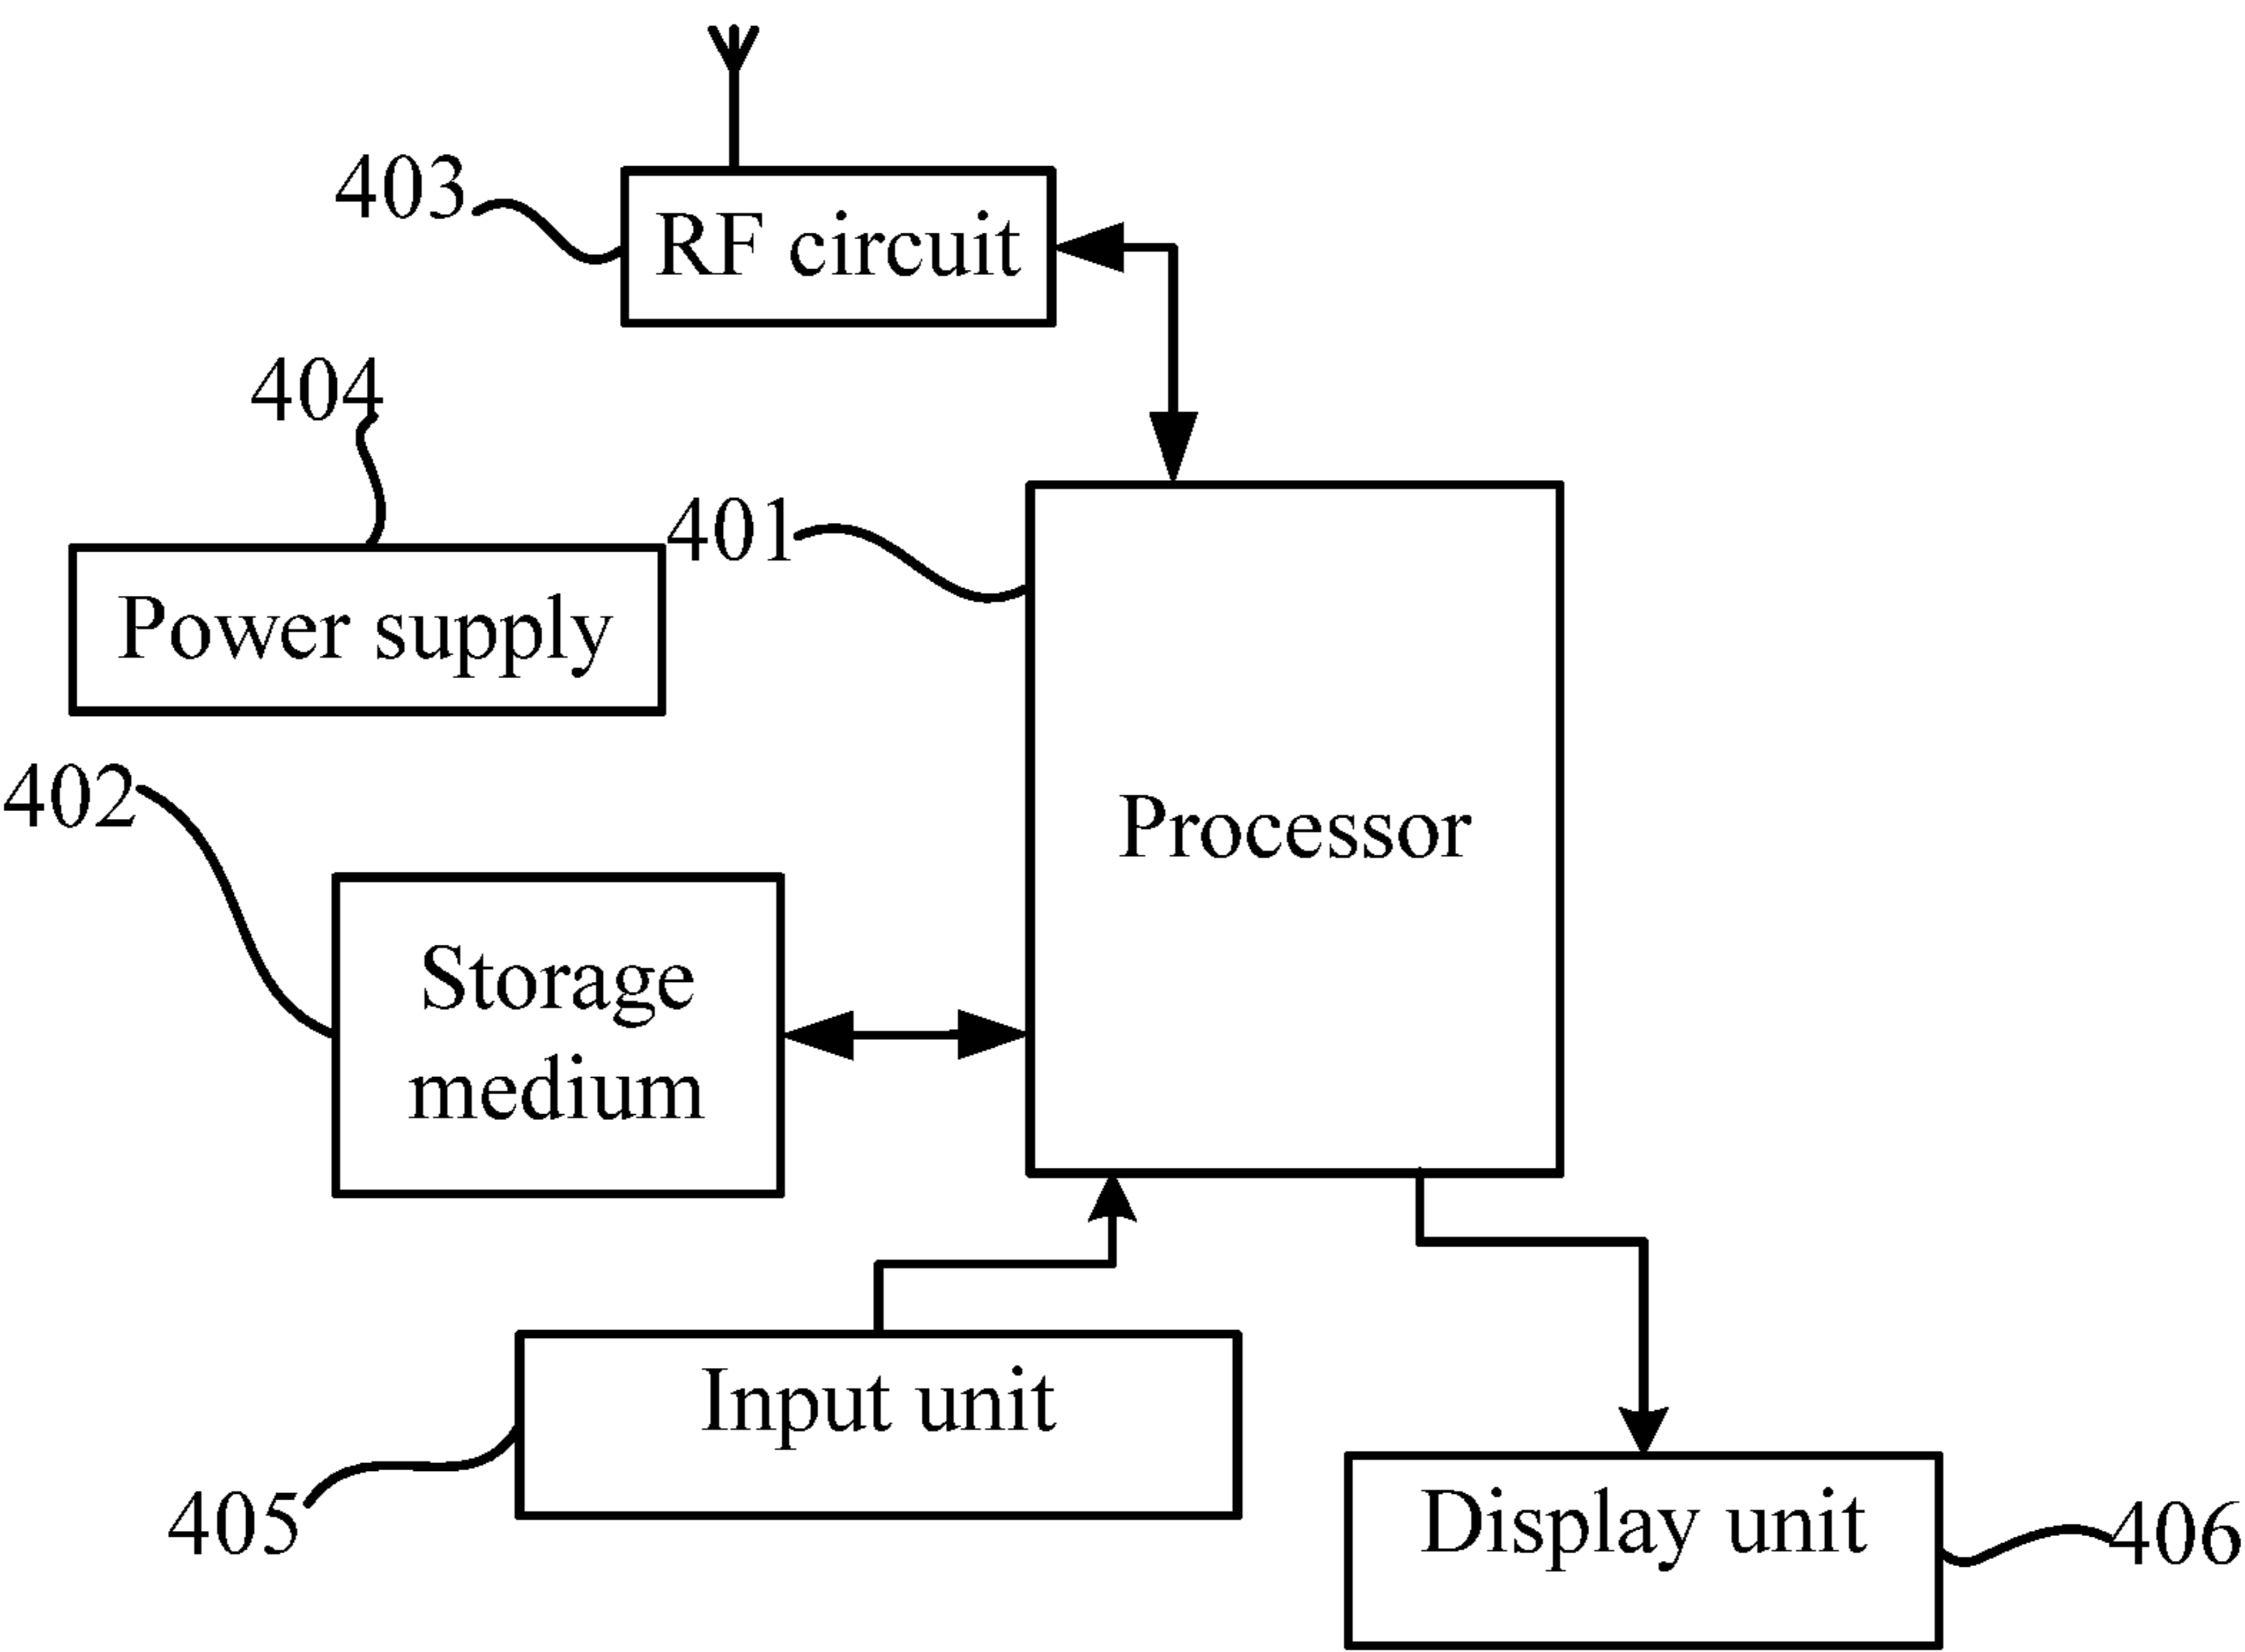 403
RF circuit
404
401
Power supply
402
Processor
Storage
medium
Input unit
405
Display unit
406